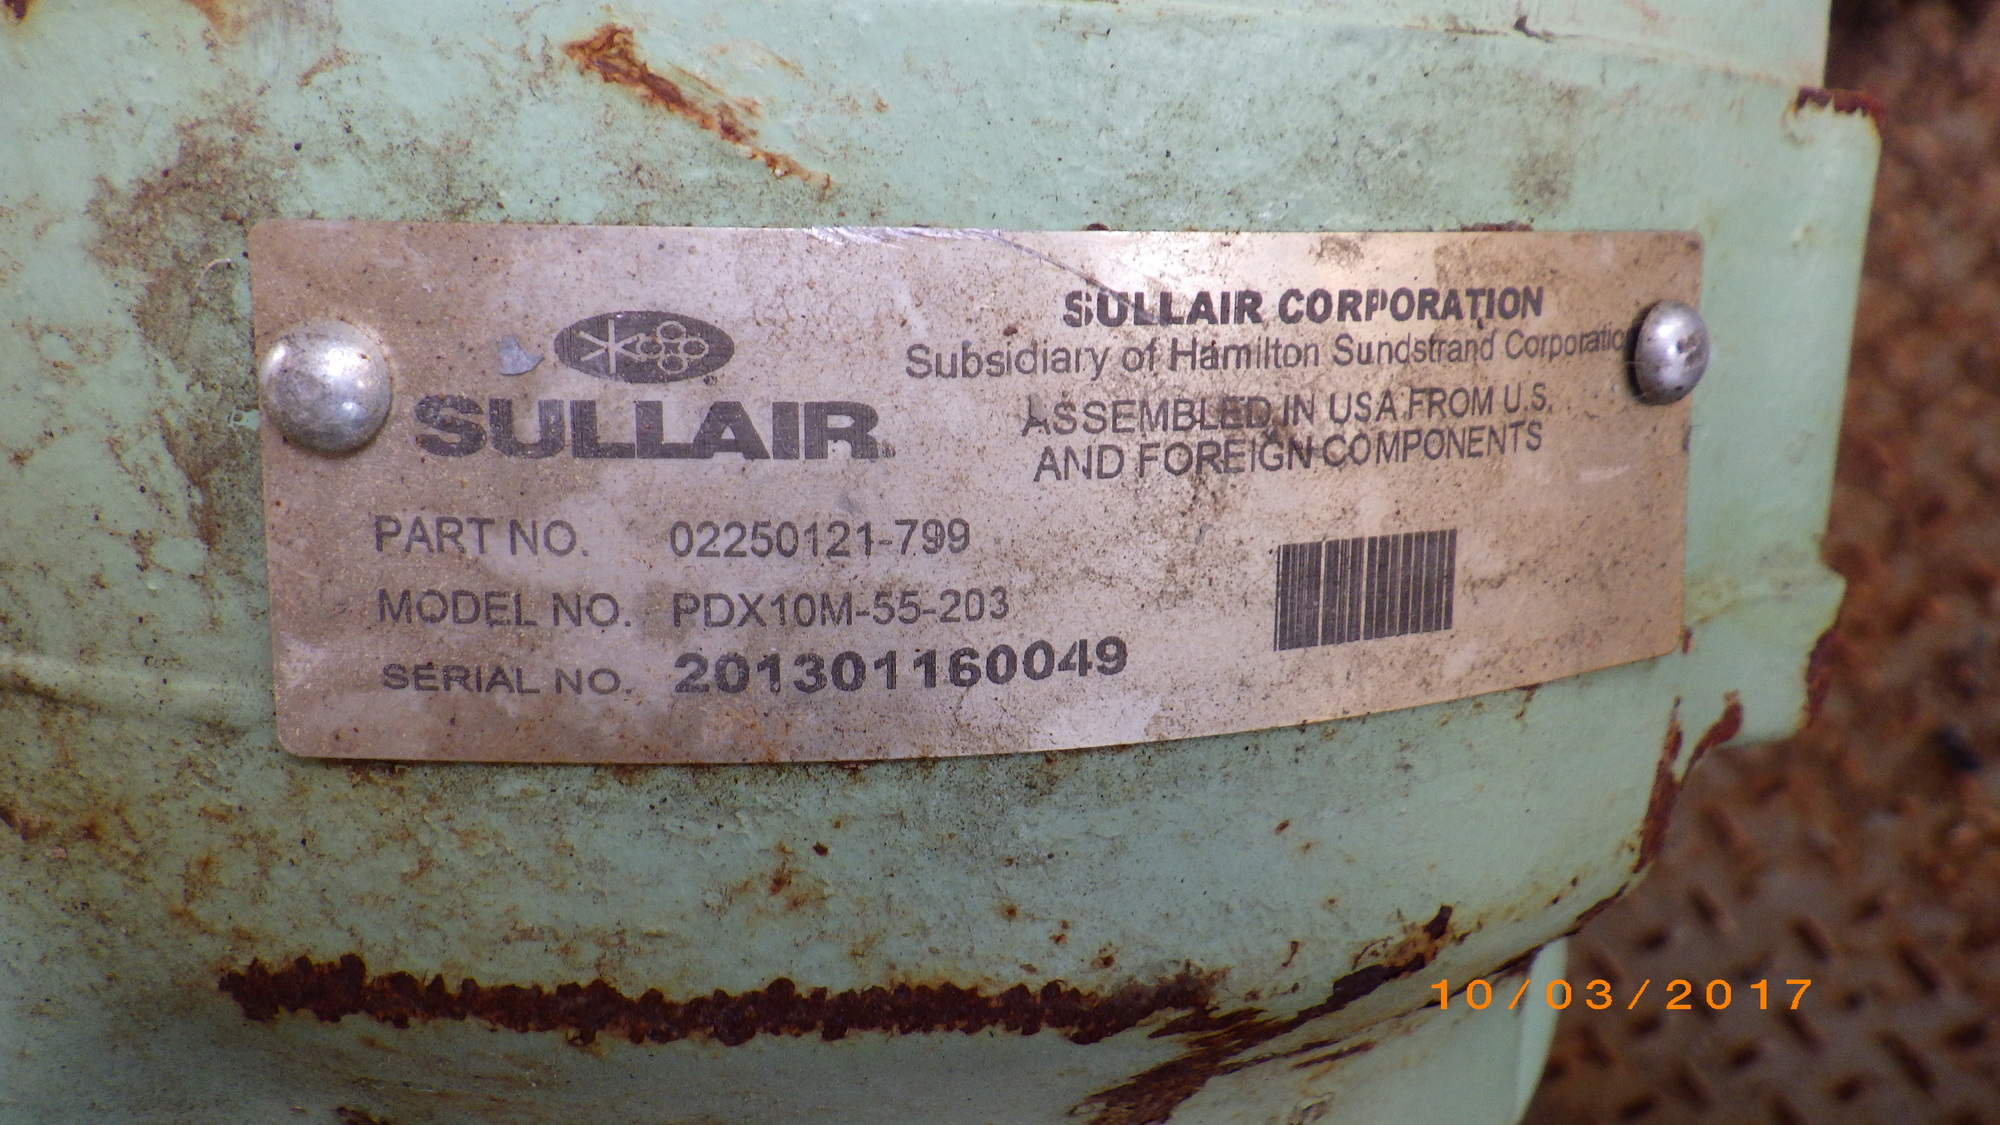 SULLAIR
SULLAIR CORPORATION
Subsidiary of Hamilton Sundstrand Corporation
ASSEMBLED IN USA FROM U.S.
AND FOREIGN COMPONENTS
PART NO. 02250121-799
MODEL NO. PDX10M-55-203
SERIAL NO. 201301160049
10/03/2017